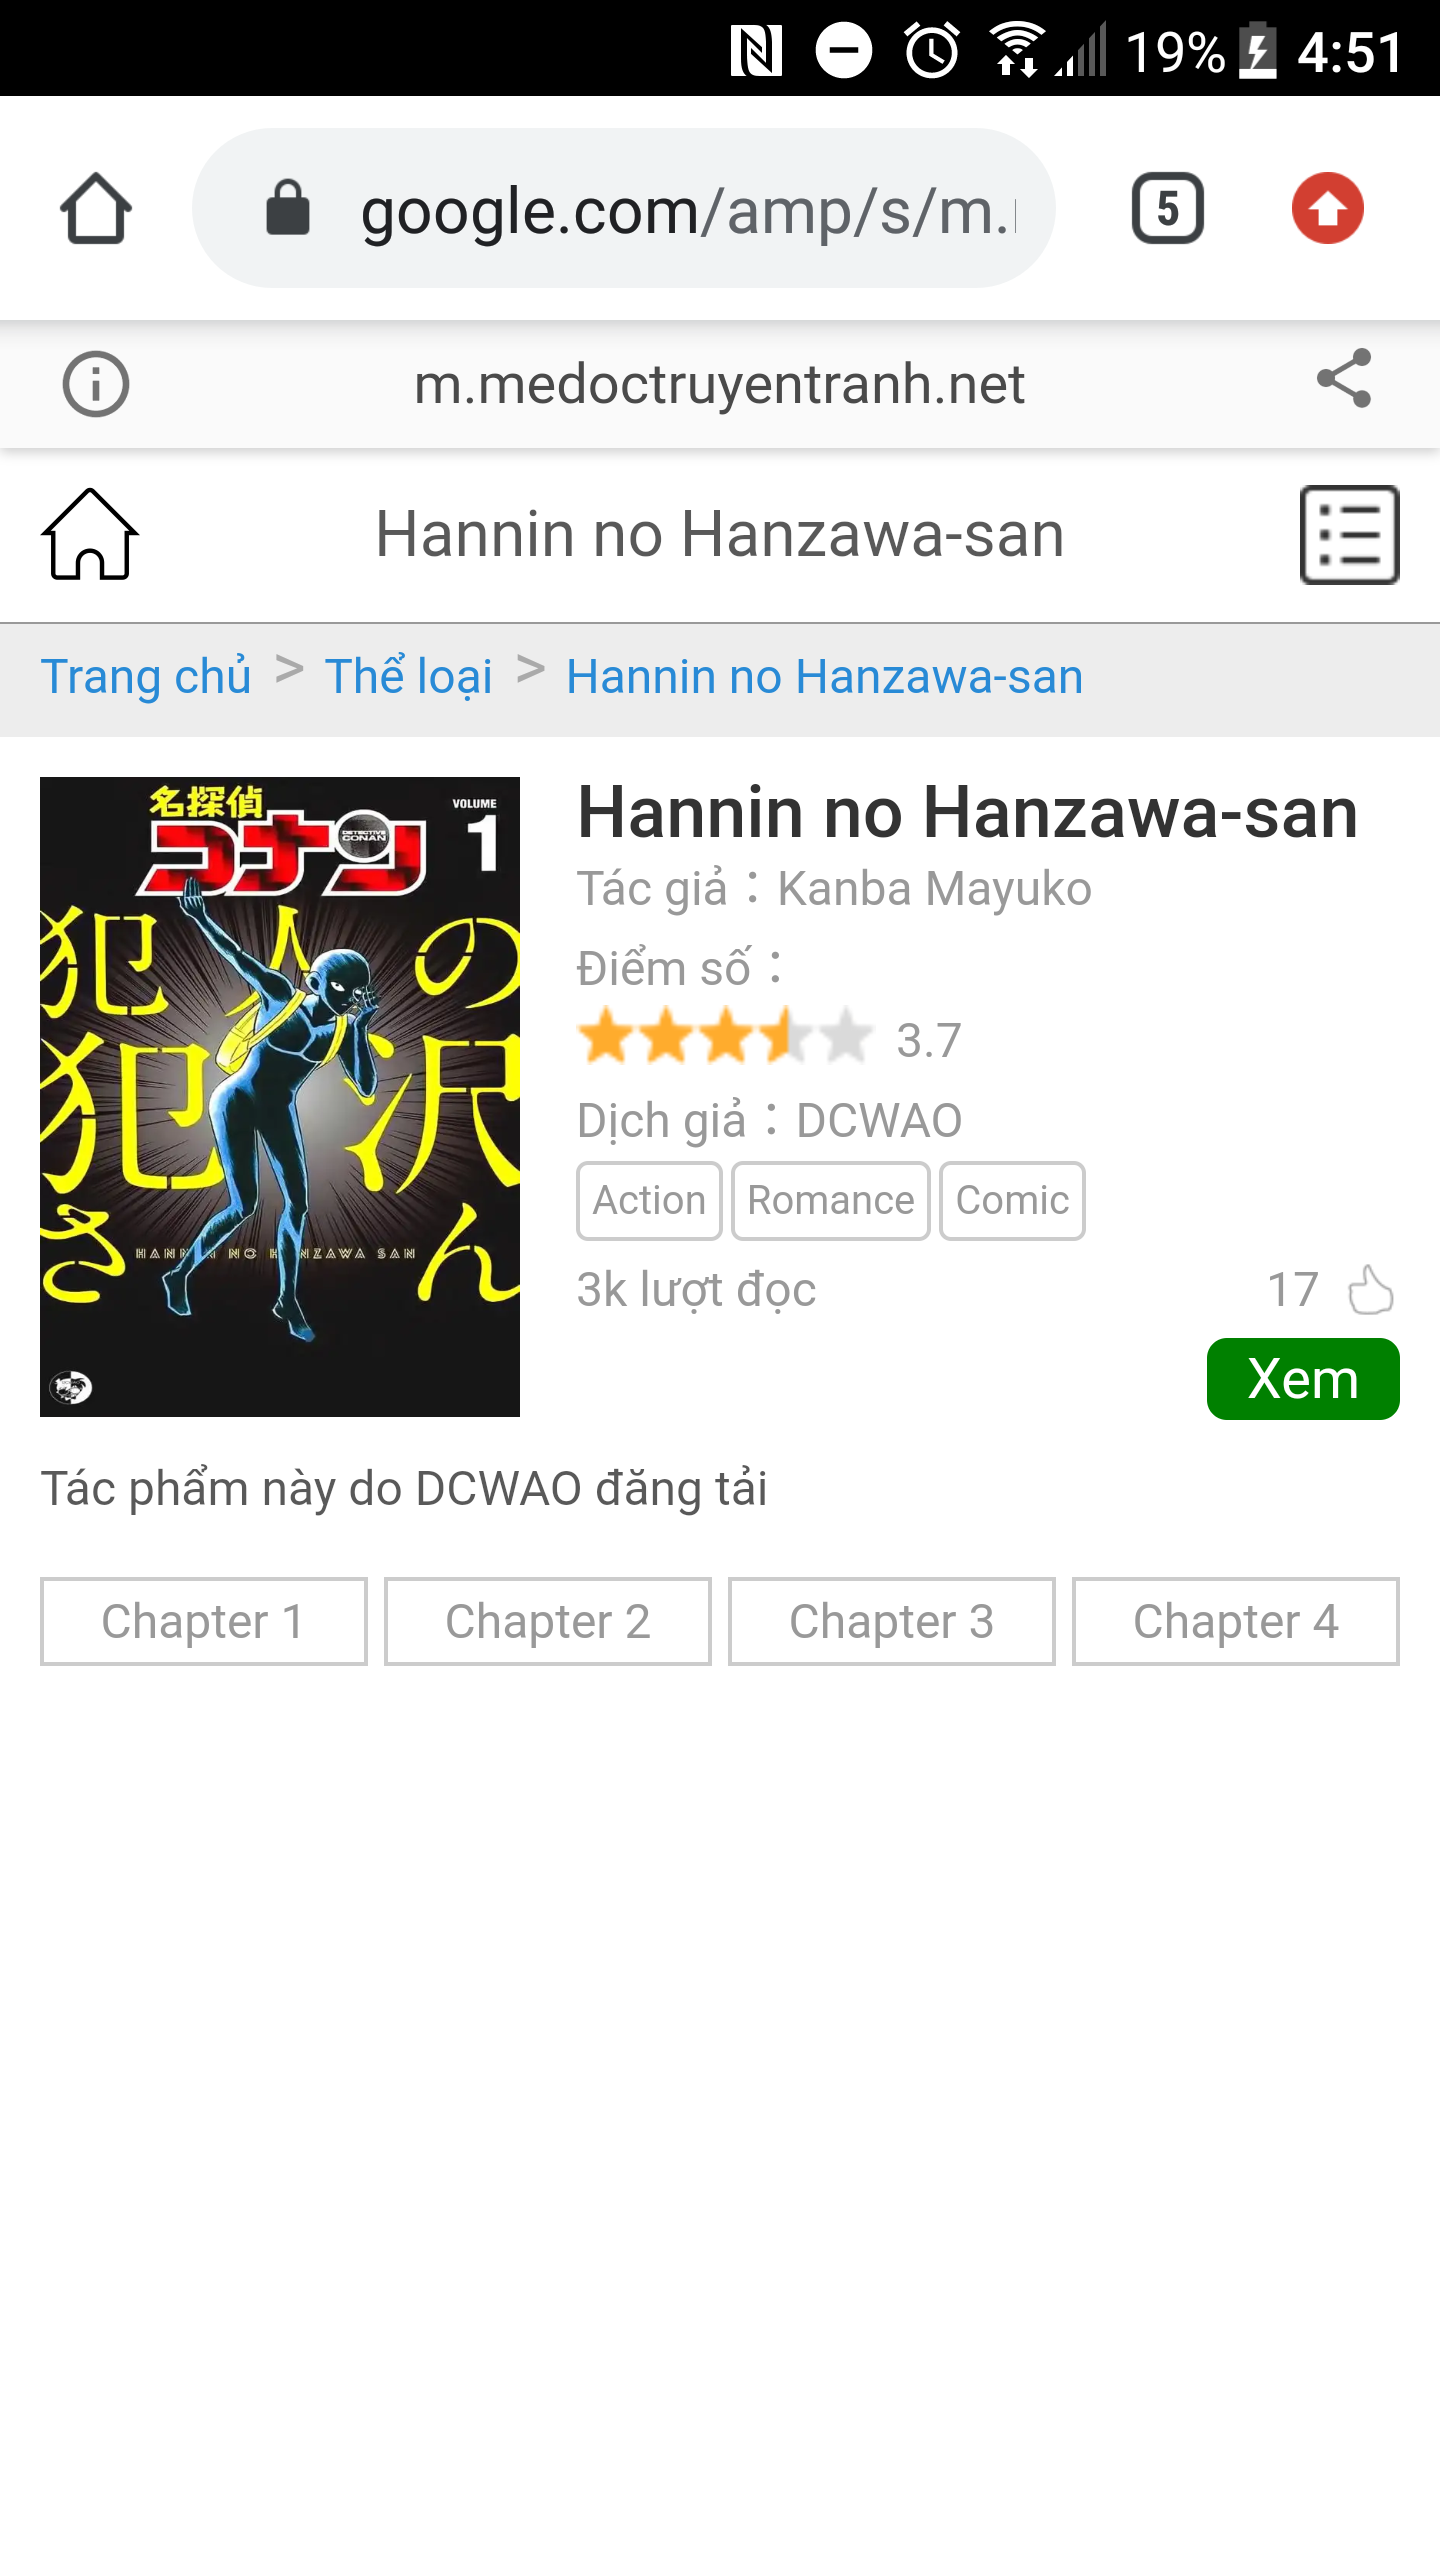 19% 4:51
google.com/amp/s/m.
5
m.medoctruyentranh.net
Hannin no Hanzawa-san
Trang chủ > Thể loại > Hannin no Hanzawa-san
名探偵
コナン
DETECTIVE CONAN
VOLUME
1
犯人の
犯沢
さん
HANNIN NO HANZAWA SAN
Hannin no Hanzawa-san
Tác giả：Kanba Mayuko
Điểm số：
3.7
Dịch giả：DCWAO
Action Romance Comic
3k lượt đọc 17
Xem
Tác phẩm này do DCWAO đăng tải
Chapter 1 Chapter 2 Chapter 3 Chapter 4